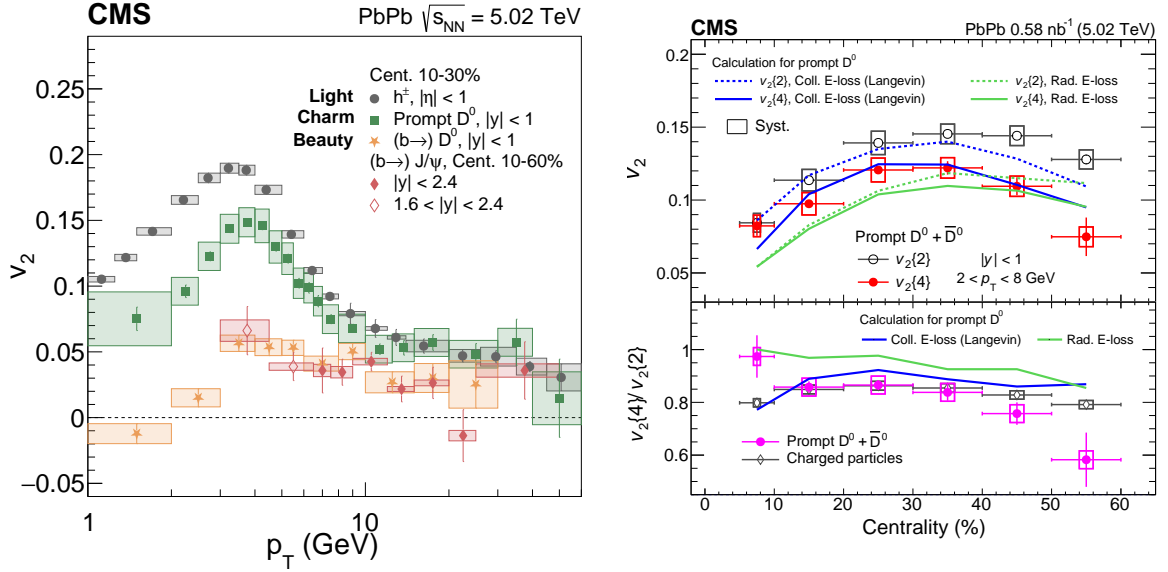 CMS
PbPb √s_NN = 5.02 TeV
Cent. 10-30%
Light h±, |η| < 1
Charm Prompt D⁰, |y| < 1
Beauty (b→) D⁰, |y| < 1
(b→) J/ψ, Cent. 10-60%
|y| < 2.4
1.6 < |y| < 2.4
0.25
0.2
0.15
0.1
0.05
0
−0.05
v₂
1
10
p_T (GeV)
CMS
PbPb 0.58 nb⁻¹ (5.02 TeV)
Calculation for prompt D⁰
v₂{2}, Coll. E-loss (Langevin)
v₂{2}, Rad. E-loss
v₂{4}, Coll. E-loss (Langevin)
v₂{4}, Rad. E-loss
Syst.
0.2
0.15
0.1
0.05
v₂
Prompt D⁰ + D̅⁰
v₂{2}
|y| < 1
v₂{4}
2 < p_T < 8 GeV
Calculation for prompt D⁰
Coll. E-loss (Langevin)
Rad. E-loss
1
0.8
0.6
v₂{4}/ v₂{2}
Prompt D⁰ + D̅⁰
Charged particles
0
10
20
30
40
50
60
Centrality (%)